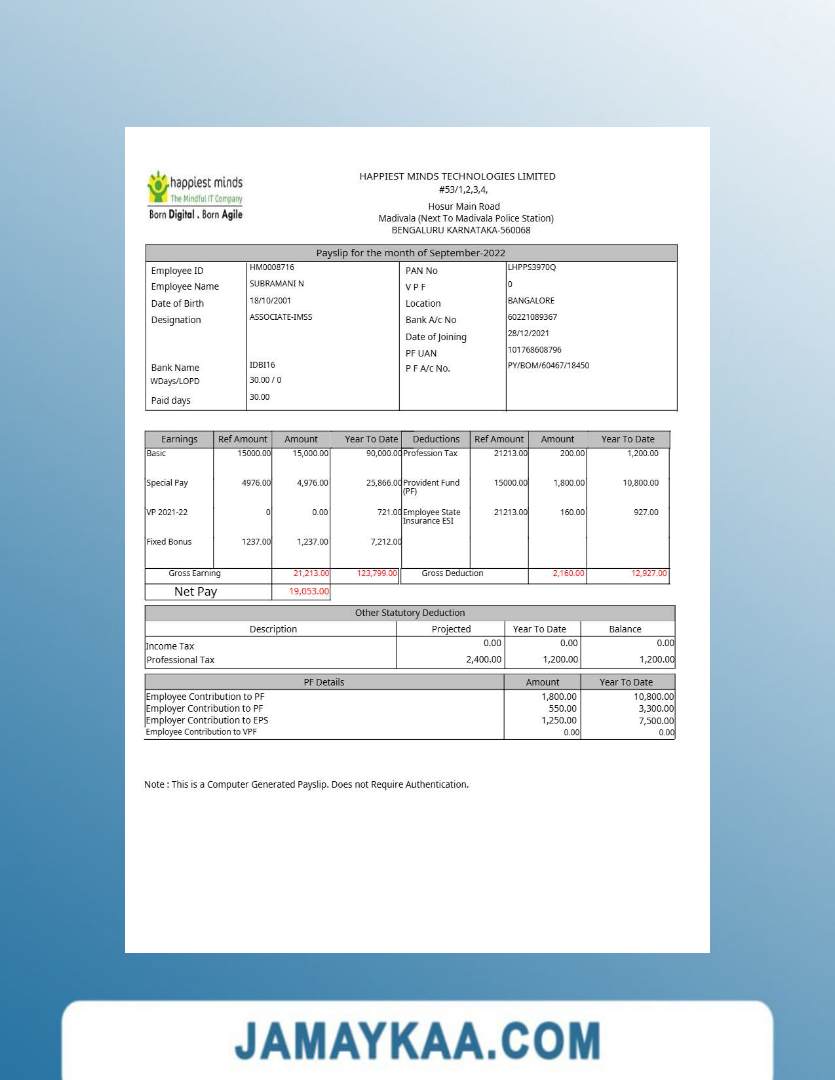 happiest minds
The Mindful IT Company
Born Digital . Born Agile
HAPPIEST MINDS TECHNOLOGIES LIMITED
#53/1,2,3,4,
Hosur Main Road
Madivala (Next To Madivala Police Station)
BENGALURU KARNATAKA-560068
Payslip for the month of September-2022
Employee ID HM0008716 PAN No LHPPS3970Q
Employee Name SUBRAMANI N V P F 0
Date of Birth 18/10/2001 Location BANGALORE
Designation ASSOCIATE-IMSS Bank A/c No 60221089367
Date of Joining 28/12/2021
PF UAN 101768608796
Bank Name IDBI16 P F A/c No. PY/BOM/60467/18450
WDays/LOPD 30.00 / 0
Paid days 30.00
Earnings Ref Amount Amount Year To Date Deductions Ref Amount Amount Year To Date
Basic 15000.00 15,000.00 90,000.00 Profession Tax 21213.00 200.00 1,200.00
Special Pay 4976.00 4,976.00 25,866.00 Provident Fund 15000.00 1,800.00 10,800.00
(PF)
VP 2021-22 0 0.00 721.00 Employee State 21213.00 160.00 927.00
Insurance ESI
Fixed Bonus 1237.00 1,237.00 7,212.00
Gross Earning 21,213.00 123,799.00 Gross Deduction 2,160.00 12,927.00
Net Pay 19,053.00
Other Statutory Deduction
Description Projected Year To Date Balance
Income Tax 0.00 0.00 0.00
Professional Tax 2,400.00 1,200.00 1,200.00
PF Details Amount Year To Date
Employee Contribution to PF 1,800.00 10,800.00
Employer Contribution to PF 550.00 3,300.00
Employer Contribution to EPS 1,250.00 7,500.00
Employee Contribution to VPF 0.00 0.00
Note : This is a Computer Generated Payslip. Does not Require Authentication.
JAMAYKAA.COM